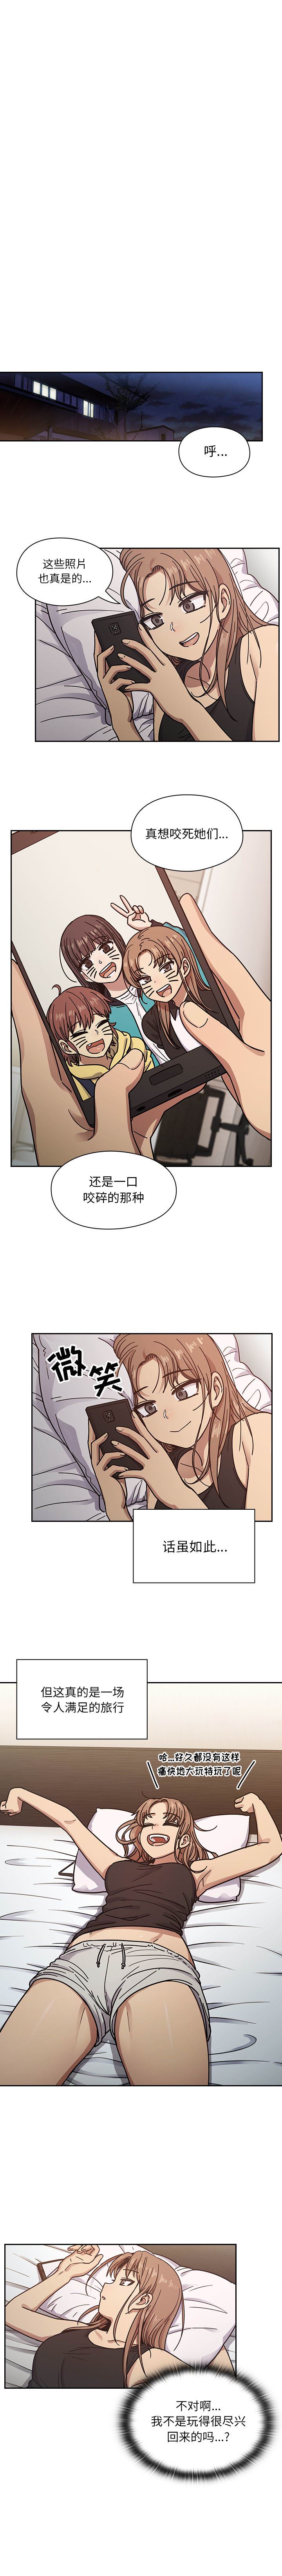 呼...
这些照片
也真是的...
真想咬死她们...
还是一口
咬碎的那种
微笑
话虽如此...
但这真的是一场
令人满足的旅行
哈...好久都没有这样
痛快地大玩特玩了呢
不对啊...
我不是玩得很尽兴
回来的吗...?